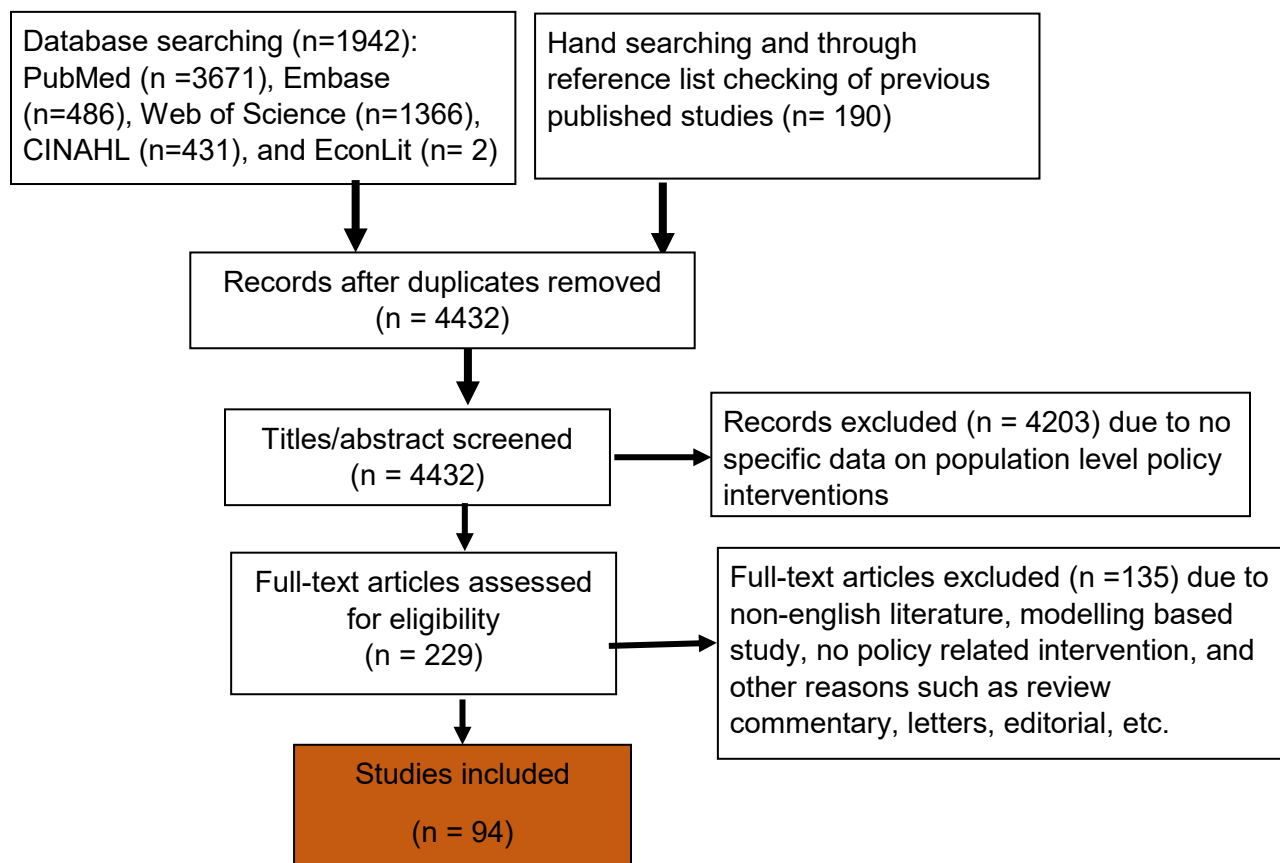 Database searching (n=1942):
PubMed (n =3671), Embase
(n=486), Web of Science (n=1366),
CINAHL (n=431), and EconLit (n= 2)
Hand searching and through
reference list checking of previous
published studies (n= 190)
Records after duplicates removed
(n = 4432)
Titles/abstract screened
(n = 4432)
Records excluded (n = 4203) due to no
specific data on population level policy
interventions
Full-text articles assessed
for eligibility
(n = 229)
Full-text articles excluded (n =135) due to
non-english literature, modelling based
study, no policy related intervention, and
other reasons such as review
commentary, letters, editorial, etc.
Studies included
(n = 94)